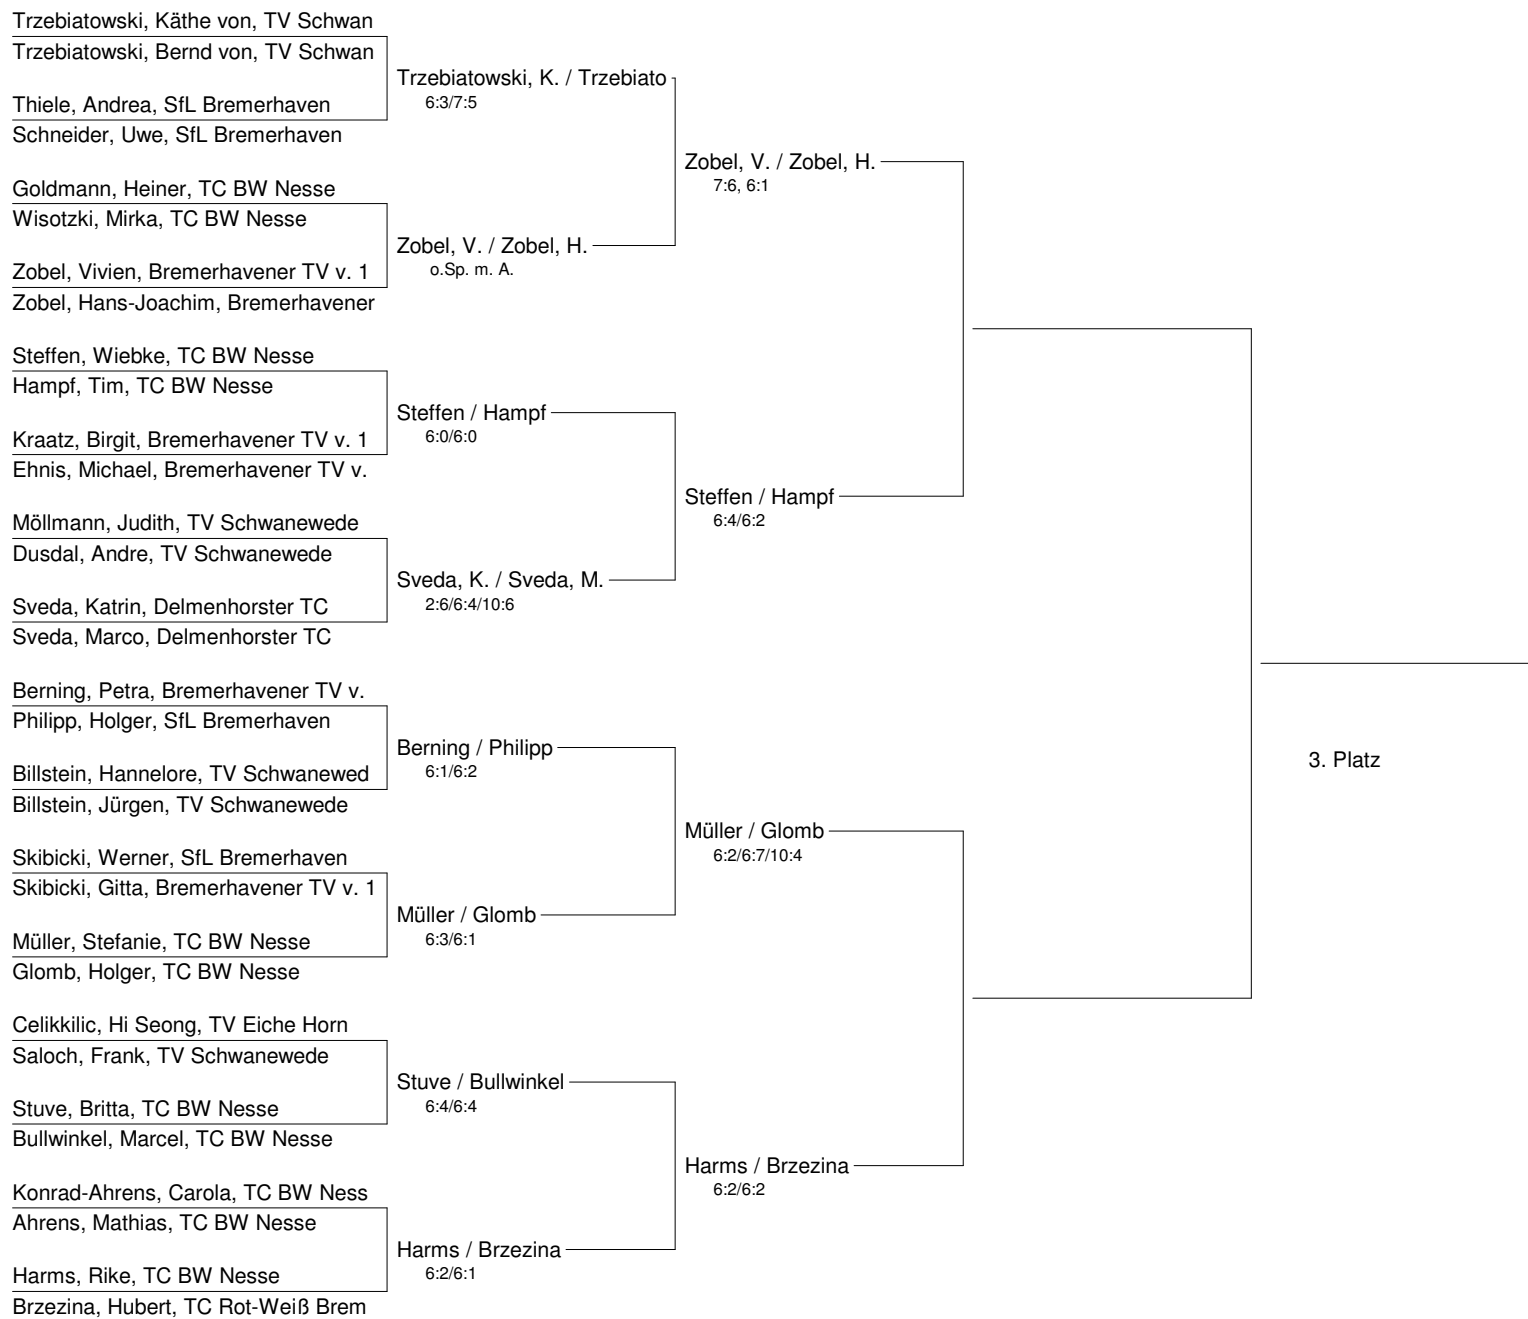 Trzebiatowski, Käthe von, TV Schwan
Trzebiatowski, Bernd von, TV Schwan
Thiele, Andrea, SfL Bremerhaven
Schneider, Uwe, SfL Bremerhaven
Goldmann, Heiner, TC BW Nesse
Wisotzki, Mirka, TC BW Nesse
Zobel, Vivien, Bremerhavener TV v. 1
Zobel, Hans-Joachim, Bremerhavener
Steffen, Wiebke, TC BW Nesse
Hampf, Tim, TC BW Nesse
Kraatz, Birgit, Bremerhavener TV v. 1
Ehnis, Michael, Bremerhavener TV v.
Möllmann, Judith, TV Schwanewede
Dusdal, Andre, TV Schwanewede
Sveda, Katrin, Delmenhorster TC
Sveda, Marco, Delmenhorster TC
Berning, Petra, Bremerhavener TV v.
Philipp, Holger, SfL Bremerhaven
Billstein, Hannelore, TV Schwanewed
Billstein, Jürgen, TV Schwanewede
Skibicki, Werner, SfL Bremerhaven
Skibicki, Gitta, Bremerhavener TV v. 1
Müller, Stefanie, TC BW Nesse
Glomb, Holger, TC BW Nesse
Celikkilic, Hi Seong, TV Eiche Horn
Saloch, Frank, TV Schwanewede
Stuve, Britta, TC BW Nesse
Bullwinkel, Marcel, TC BW Nesse
Konrad-Ahrens, Carola, TC BW Ness
Ahrens, Mathias, TC BW Nesse
Harms, Rike, TC BW Nesse
Brzezina, Hubert, TC Rot-Weiß Brem
Trzebiatowski, K. / Trzebiato
6:3/7:5
Zobel, V. / Zobel, H.
o.Sp. m. A.
Steffen / Hampf
6:0/6:0
Sveda, K. / Sveda, M.
2:6/6:4/10:6
Berning / Philipp
6:1/6:2
Müller / Glomb
6:3/6:1
Stuve / Bullwinkel
6:4/6:4
Harms / Brzezina
6:2/6:1
Zobel, V. / Zobel, H.
7:6, 6:1
Steffen / Hampf
6:4/6:2
Müller / Glomb
6:2/6:7/10:4
Harms / Brzezina
6:2/6:2
3. Platz